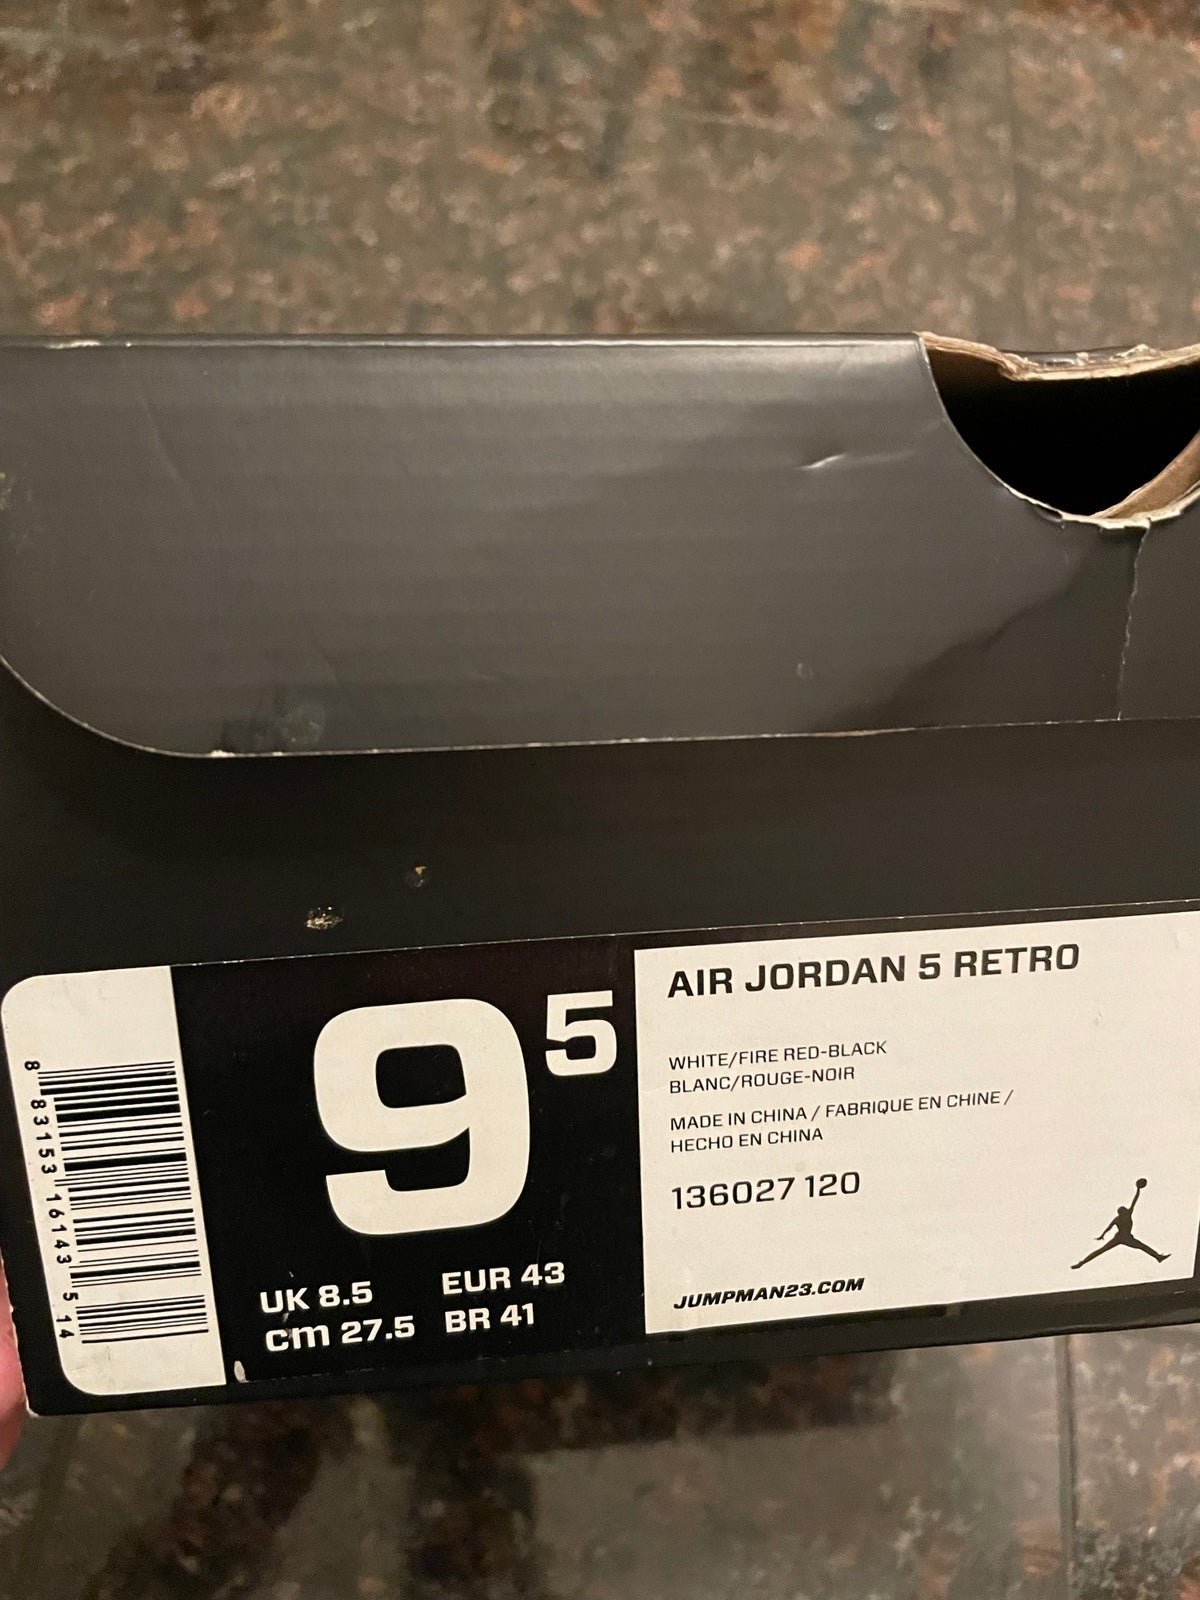 8 83153 16143 5 14
9 5
UK 8.5 EUR 43
cm 27.5 BR 41
AIR JORDAN 5 RETRO
WHITE/FIRE RED-BLACK
BLANC/ROUGE-NOIR
MADE IN CHINA / FABRIQUE EN CHINE /
HECHO EN CHINA
136027 120
JUMPMAN23.COM